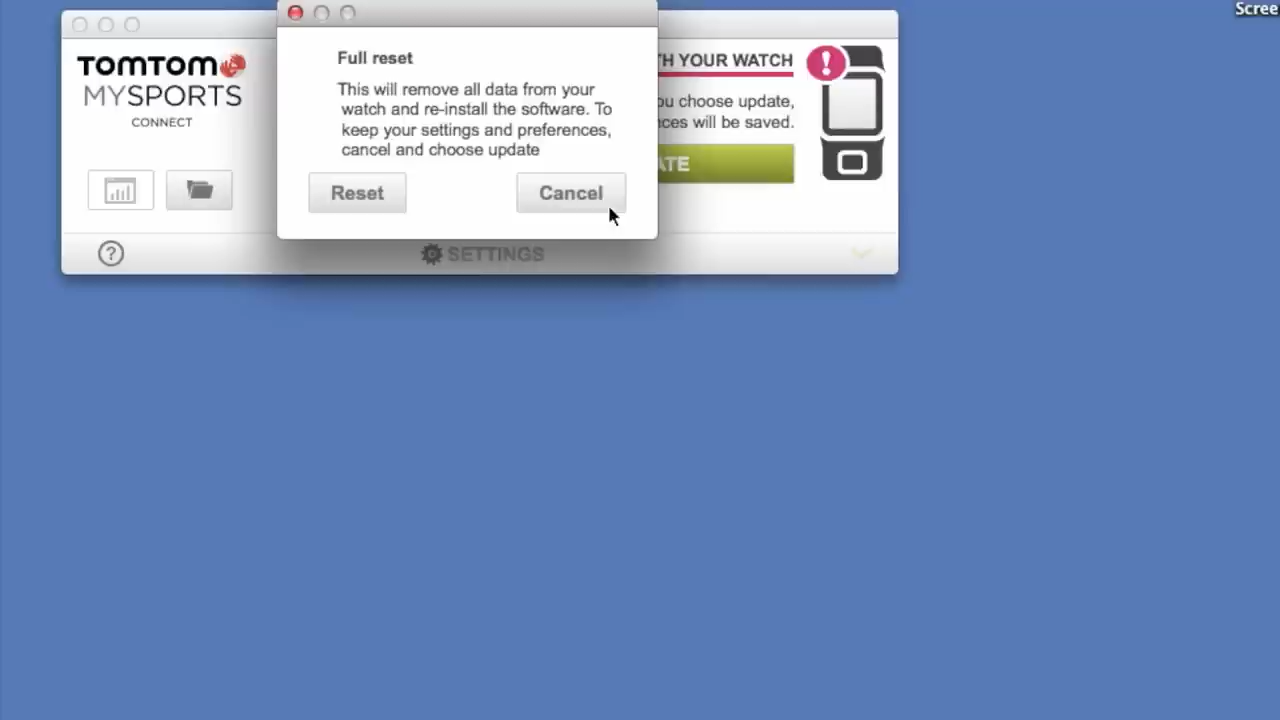 Scree
TOMTOM
MYSPORTS
CONNECT
Full reset
This will remove all data from your
watch and re-install the software. To
keep your settings and preferences,
cancel and choose update
Reset
Cancel
TH YOUR WATCH
ou choose update,
nces will be saved.
ATE
!
?
SETTINGS